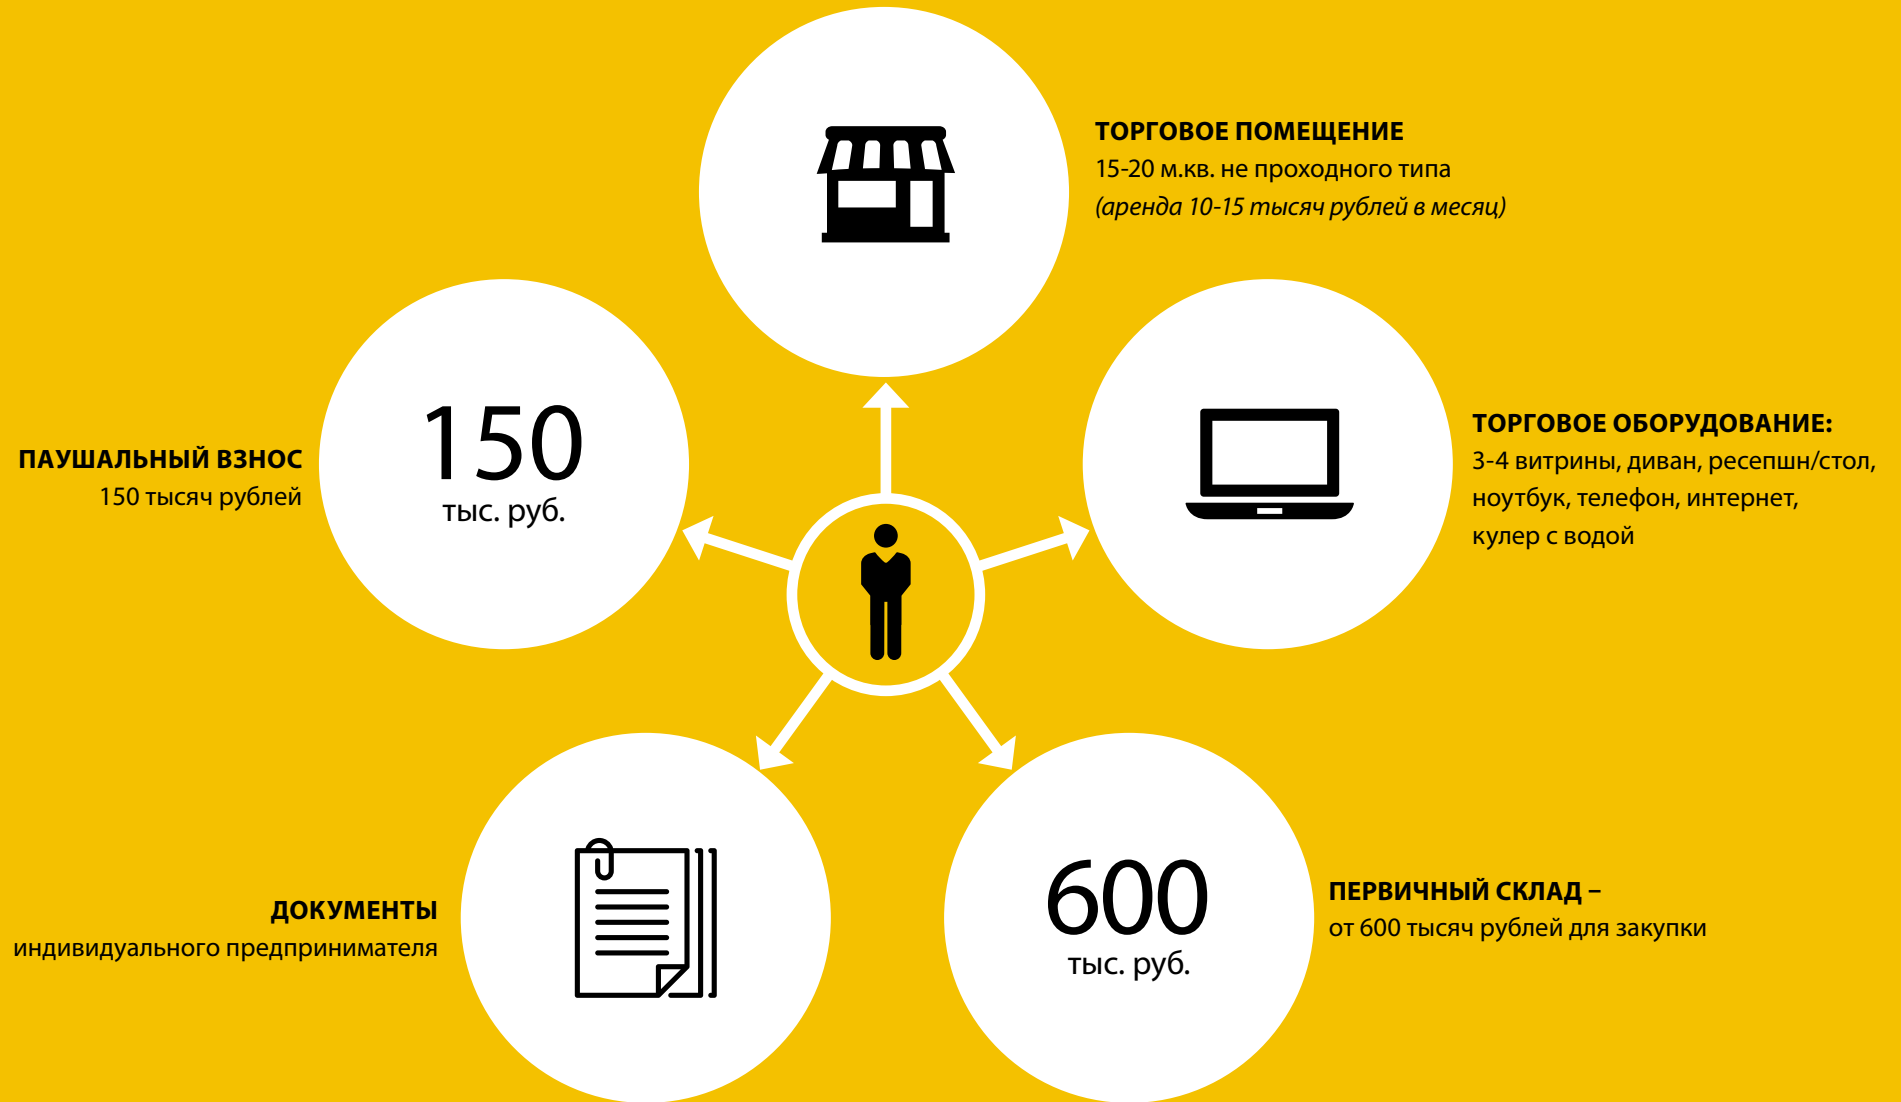 ТОРГОВОЕ ПОМЕЩЕНИЕ
15-20 м.кв. не проходного типа
(аренда 10-15 тысяч рублей в месяц)
ПАУШАЛЬНЫЙ ВЗНОС
150 тысяч рублей
150
тыс. руб.
ТОРГОВОЕ ОБОРУДОВАНИЕ:
3-4 витрины, диван, ресепшн/стол,
ноутбук, телефон, интернет,
кулер с водой
ДОКУМЕНТЫ
индивидуального предпринимателя
600
тыс. руб.
ПЕРВИЧНЫЙ СКЛАД –
от 600 тысяч рублей для закупки